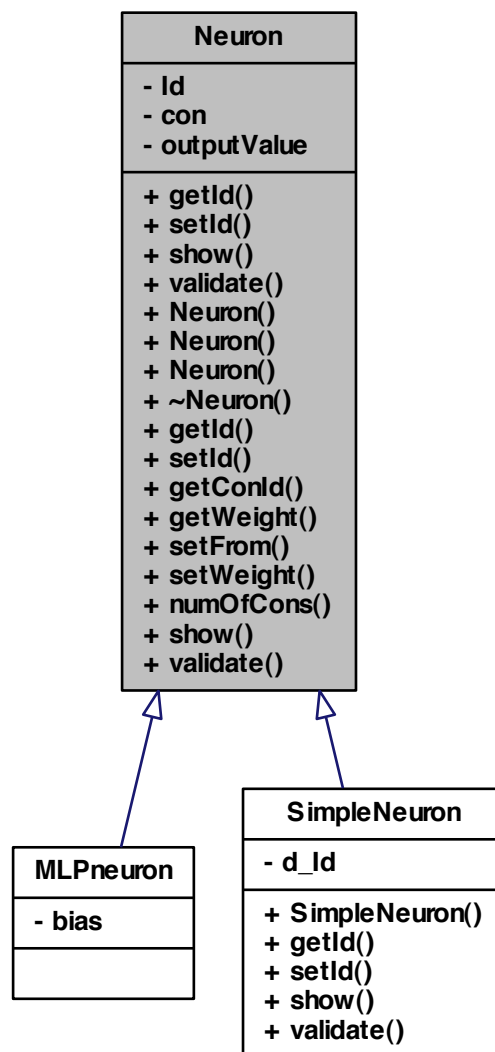 Neuron
- Id
- con
- outputValue
+ getId()
+ setId()
+ show()
+ validate()
+ Neuron()
+ Neuron()
+ Neuron()
+ ~Neuron()
+ getId()
+ setId()
+ getConId()
+ getWeight()
+ setFrom()
+ setWeight()
+ numOfCons()
+ show()
+ validate()
MLPneuron
- bias
SimpleNeuron
- d_Id
+ SimpleNeuron()
+ getId()
+ setId()
+ show()
+ validate()